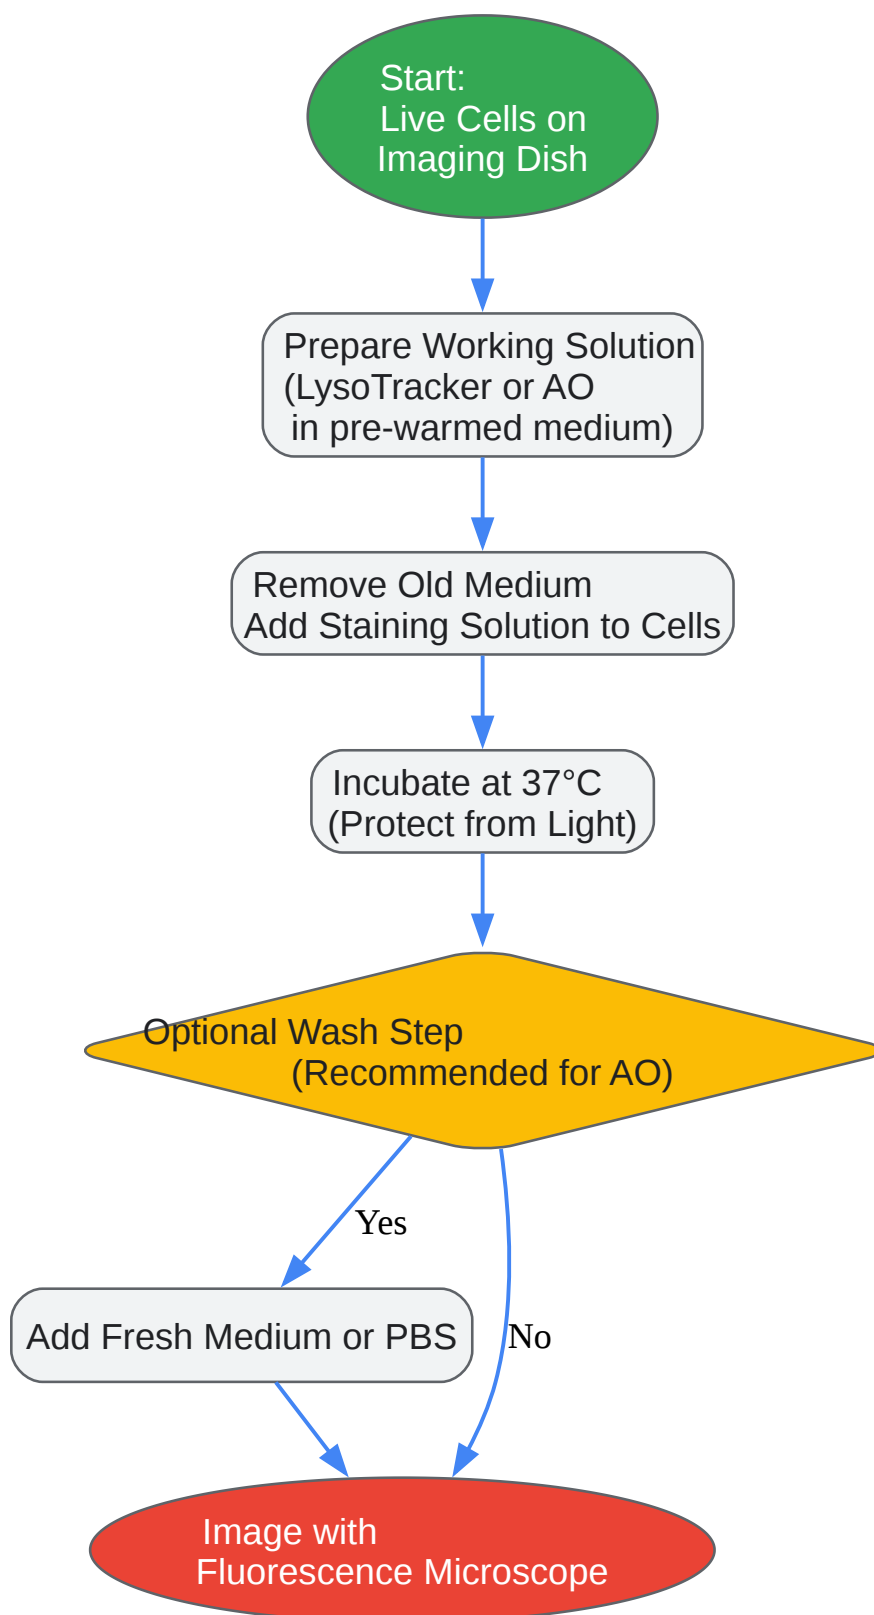 Start:
Live Cells on
Imaging Dish
Prepare Working Solution
(LysoTracker or AO
in pre-warmed medium)
Remove Old Medium
Add Staining Solution to Cells
Incubate at 37°C
(Protect from Light)
Optional Wash Step
(Recommended for AO)
Yes
Add Fresh Medium or PBS
No
Image with
Fluorescence Microscope